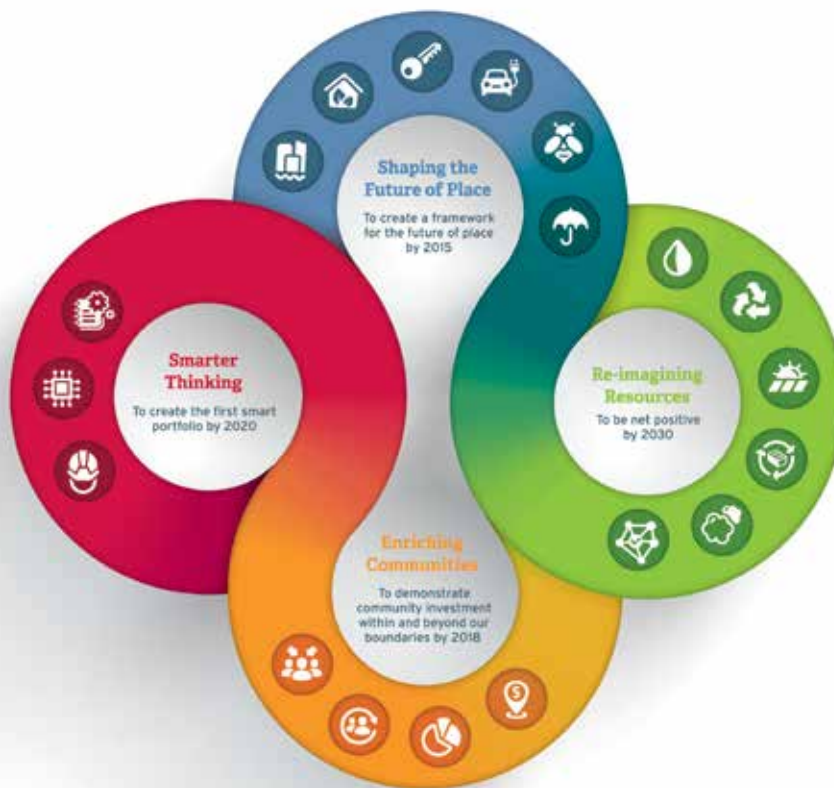 Shaping the
Future of Place
To create a framework
for the future of place
by 2015
Smarter
Thinking
To create the first smart
portfolio by 2020
Re-imagining
Resources
To be net positive
by 2030
Enriching
Communities
To demonstrate
community investment
within and beyond our
boundaries by 2018
$